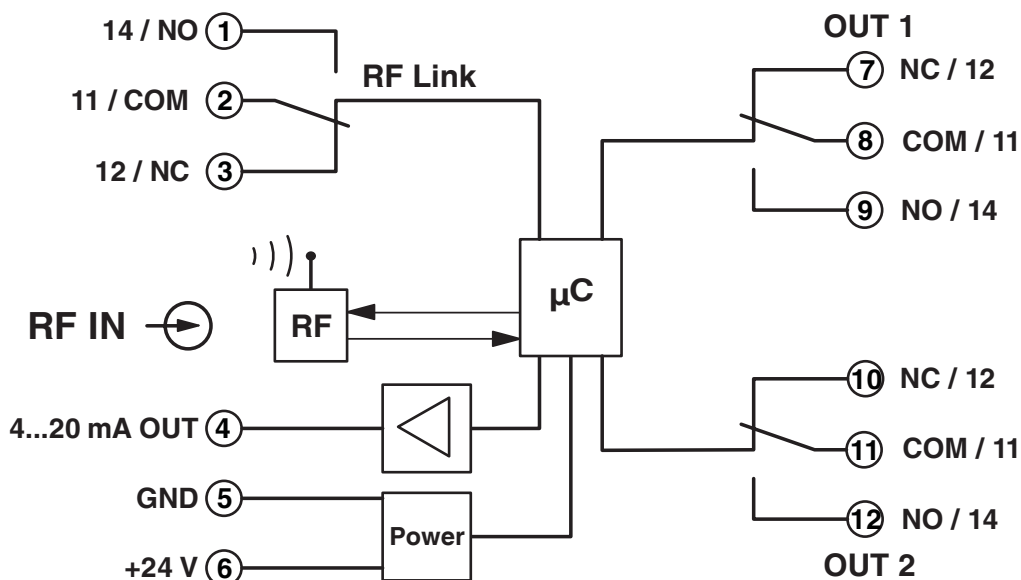 14 / NO 1
11 / COM 2
12 / NC 3
RF Link
OUT 1
7 NC / 12
8 COM / 11
9 NO / 14
µC
RF
RF IN
4...20 mA OUT 4
GND 5
+24 V 6
Power
10 NC / 12
11 COM / 11
12 NO / 14
OUT 2